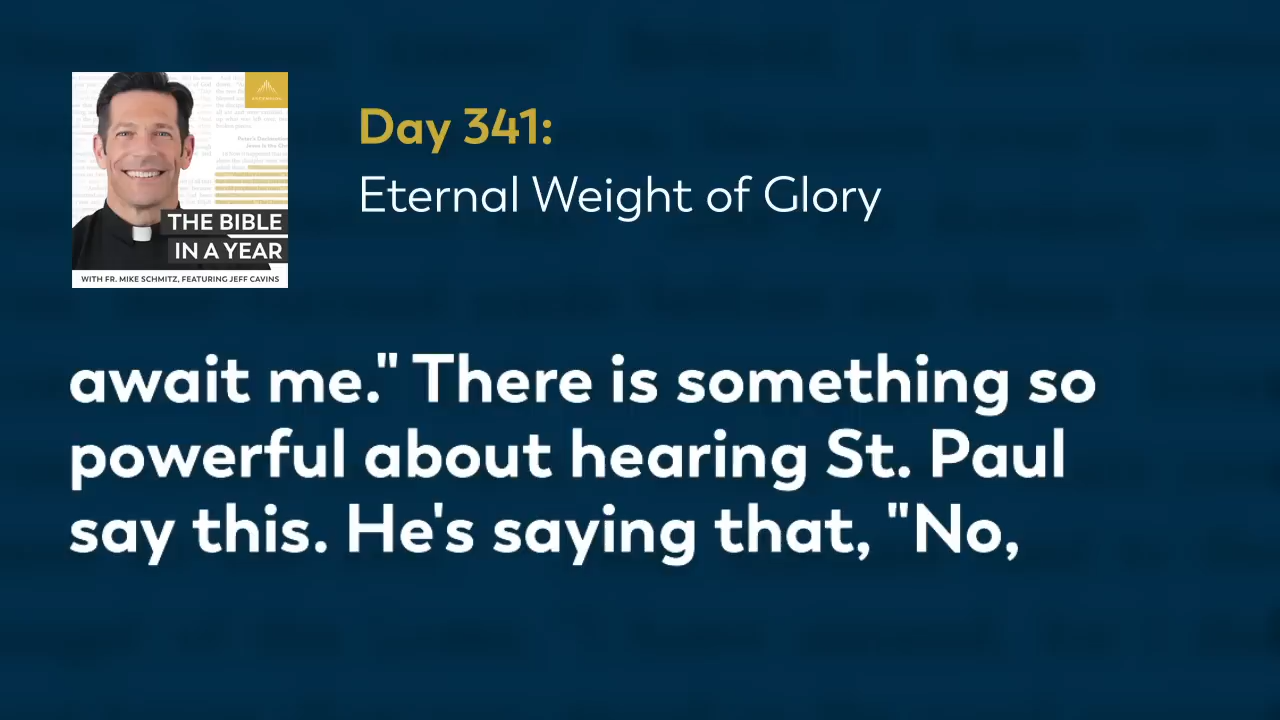 THE BIBLE
IN A YEAR
WITH FR. MIKE SCHMITZ, FEATURING JEFF CAVINS
Day 341:
Eternal Weight of Glory
await me." There is something so
powerful about hearing St. Paul
say this. He's saying that, "No,